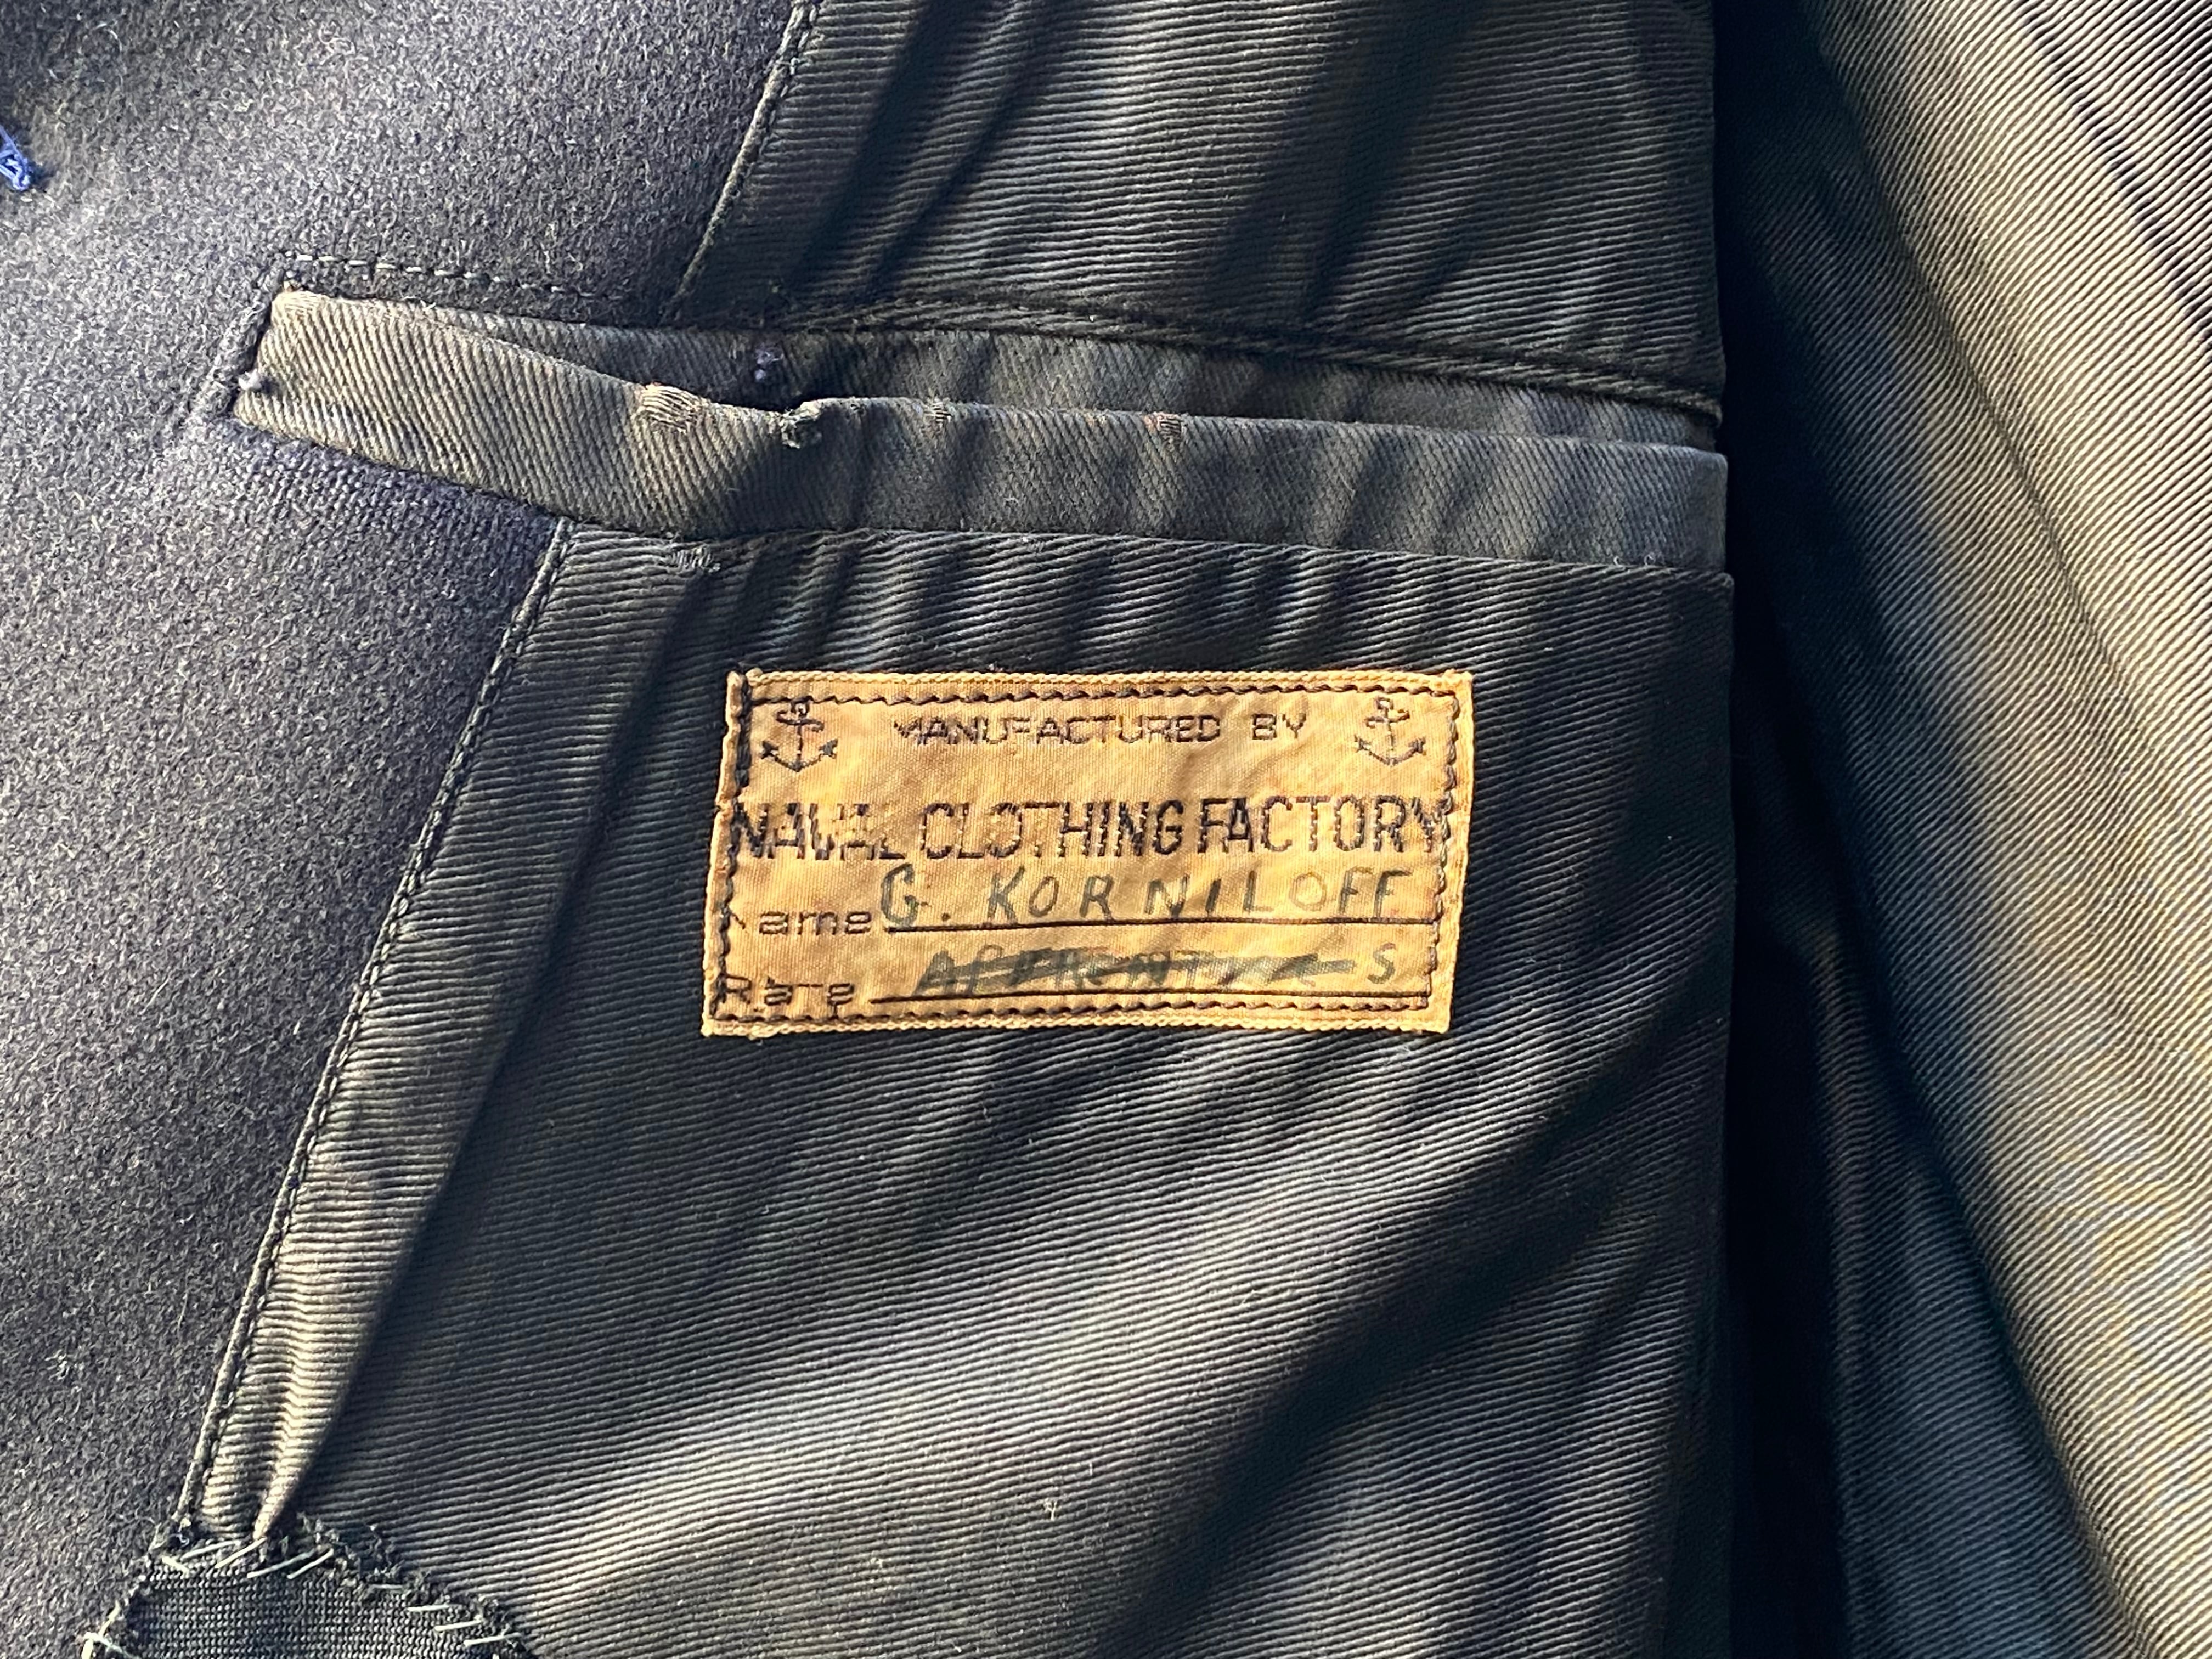 MANUFACTURED BY
NAVAL CLOTHING FACTORY
Name G. KORNILOFF
Rate S